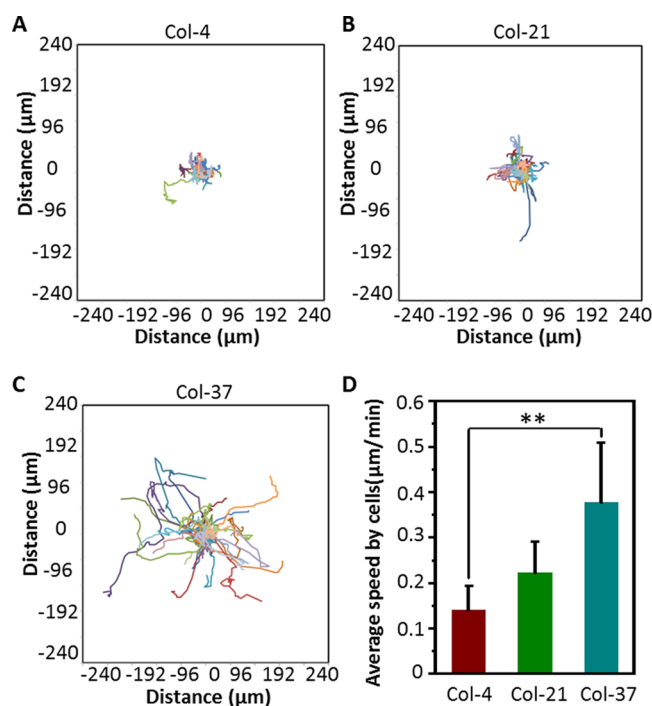 A
Col-4
240
192
96
0
-96
-192
-240
Distance (µm)
-240 -192 -96 0 96 192 240
Distance (µm)
B
Col-21
240
192
96
0
-96
-192
-240
Distance (µm)
-240 -192 -96 0 96 192 240
Distance (µm)
C
Col-37
240
192
96
0
-96
-192
-240
Distance (µm)
-240 -192 -96 0 96 192 240
Distance (µm)
D
Average speed by cells(µm/min)
0.6
0.5
0.4
0.3
0.2
0.1
0
**
Col-4 Col-21 Col-37